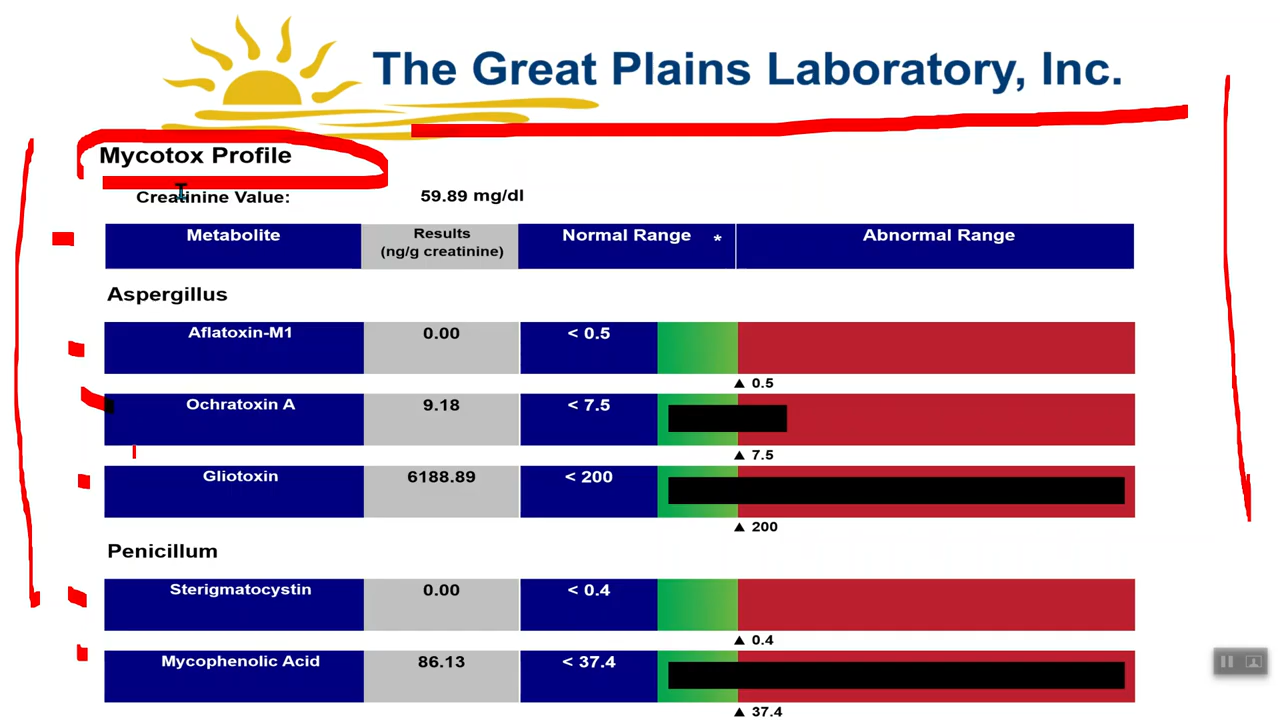 The Great Plains Laboratory, Inc.
Mycotox Profile
Creatinine Value: 59.89 mg/dl
Metabolite Results (ng/g creatinine) Normal Range * Abnormal Range
Aspergillus
Aflatoxin-M1 0.00 < 0.5
▲ 0.5
Ochratoxin A 9.18 < 7.5
▲ 7.5
Gliotoxin 6188.89 < 200
▲ 200
Penicillum
Sterigmatocystin 0.00 < 0.4
▲ 0.4
Mycophenolic Acid 86.13 < 37.4
▲ 37.4